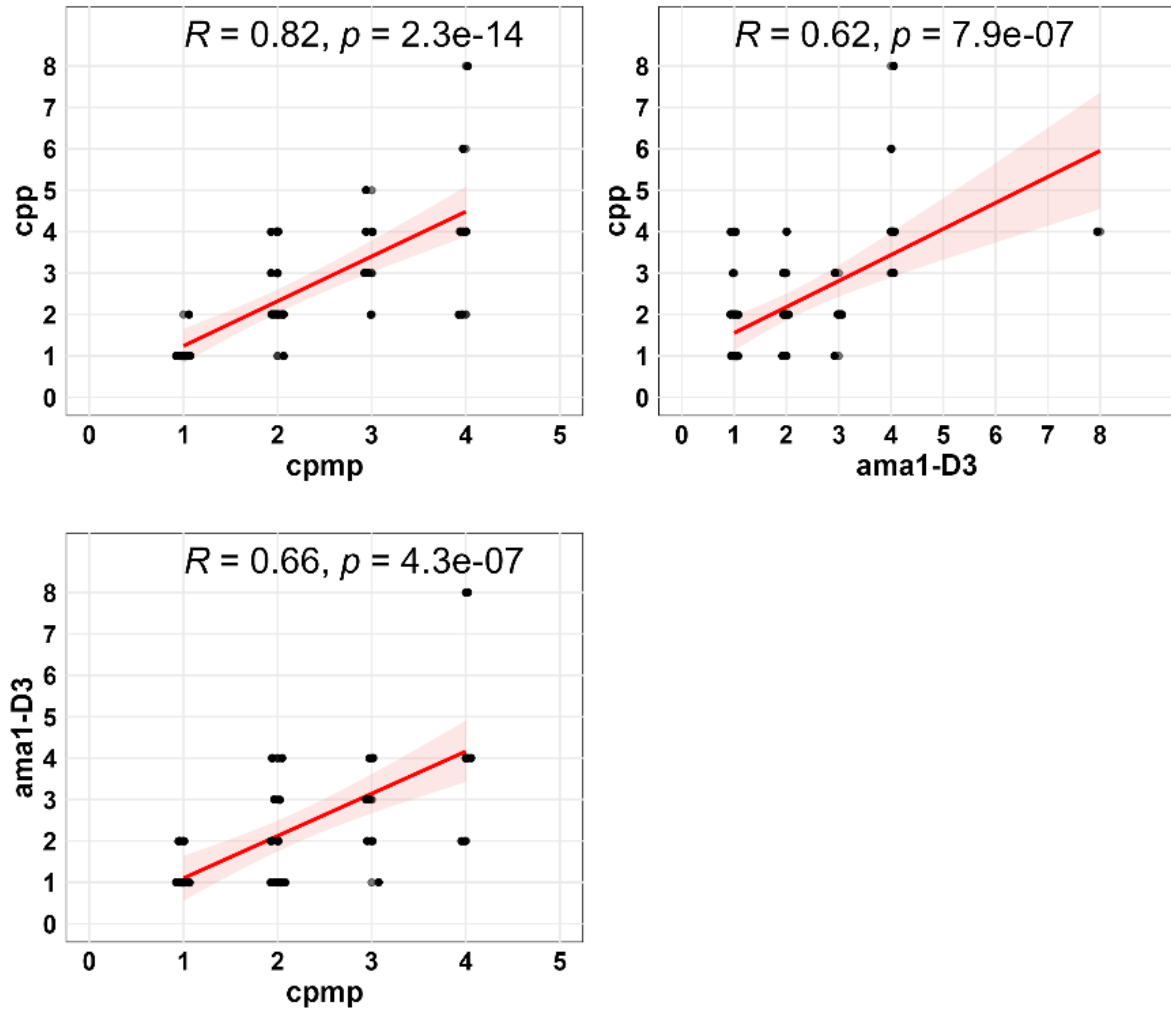 R = 0.82, p = 2.3e-14
8
7
6
5
4
3
2
1
0
cpp
0 1 2 3 4 5
cpmp
R = 0.62, p = 7.9e-07
8
7
6
5
4
3
2
1
0
cpp
0 1 2 3 4 5 6 7 8
ama1-D3
R = 0.66, p = 4.3e-07
8
7
6
5
4
3
2
1
0
ama1-D3
0 1 2 3 4 5
cpmp